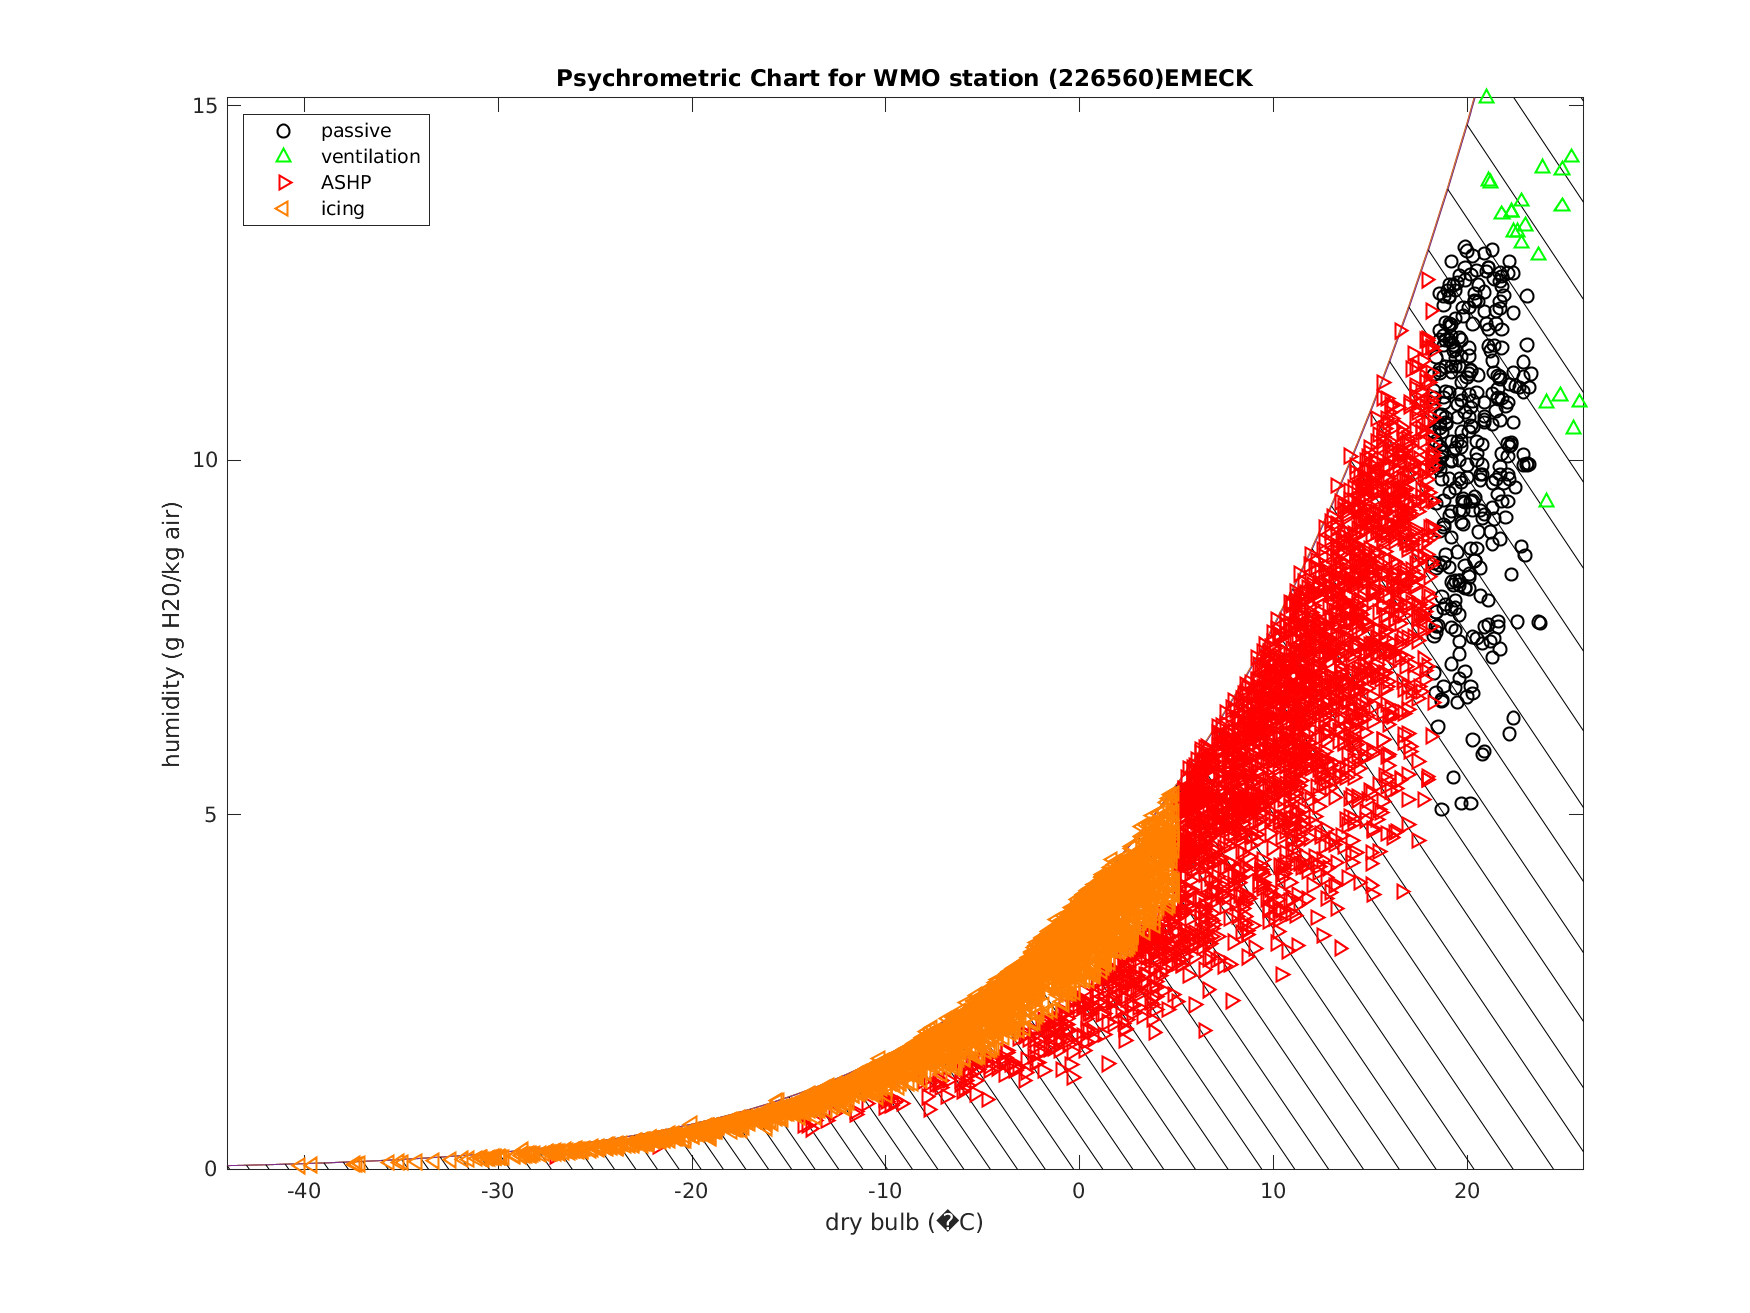 Psychrometric Chart for WMO station (226560)EMECK
passive
ventilation
ASHP
icing
humidity (g H20/kg air)
15
10
5
0
-40 -30 -20 -10 0 10 20
dry bulb (�C)